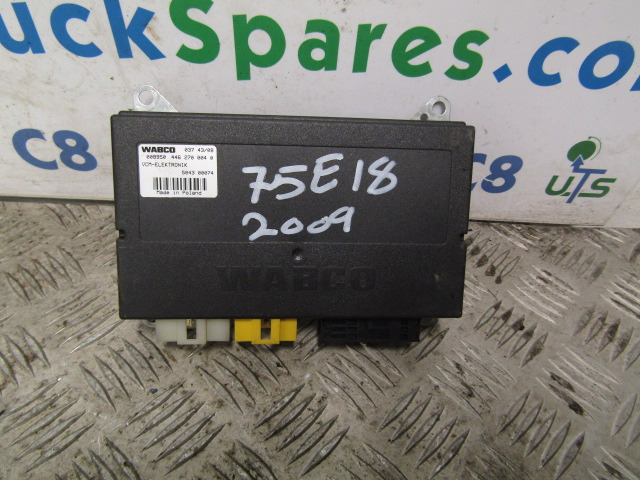 uckSpares.co
WABCO 037 43/09
008950 446 270 004 0
VCM-ELEKTRONIK
5043 00074
Made in Poland
75E18
2009
WABCO
C8
C8
UTS